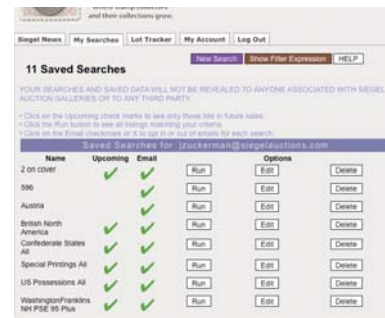 where stamp collectors
and their collections grow.
Siegel News My Searches Lot Tracker My Account Log Out
New Search Show Filter Expression HELP
11 Saved Searches
YOUR SEARCHES AND SAVED DATA WILL NOT BE REVEALED TO ANYONE ASSOCIATED WITH SIEGEL
AUCTION GALLERIES OR TO ANY THIRD PARTY.
• Click on the Upcoming check marks to see only those lots in future sales.
• Click the Run button to see all listings matching your criteria.
• Click on the Email checkmark or X to opt in or out of emails for each search.
Saved Searches for jzuckerman@siegelauctions.com
Name Upcoming Email Options
2 on cover Run Edit Delete
596 Run Edit Delete
Austria Run Edit Delete
British North
America Run Edit Delete
Confederate States
All Run Edit Delete
Special Printings All Run Edit Delete
US Possessions All Run Edit Delete
WashingtonFranklins
NH PSE 95 Plus Run Edit Delete